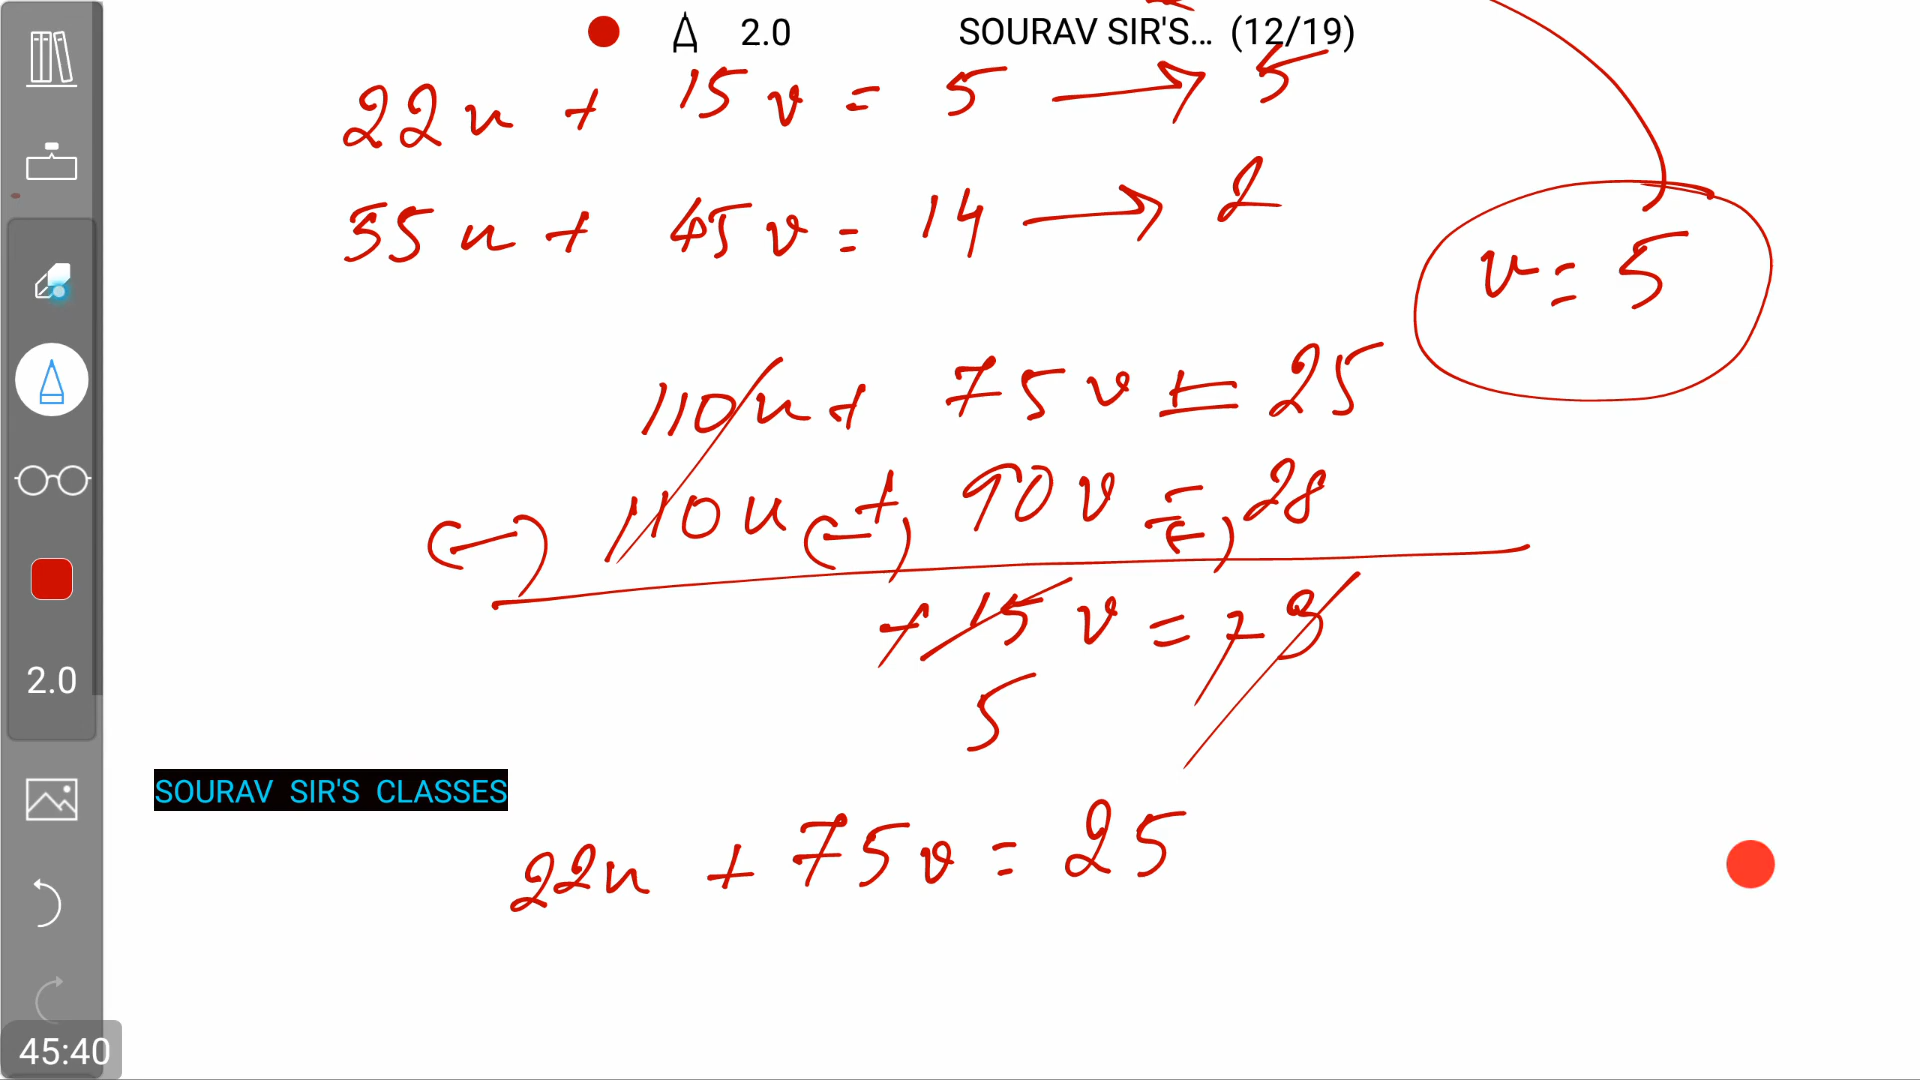 2.0 SOURAV SIR'S... (12/19)
22u + 15v = 5 → 5
55u + 45v = 14 → 2
v = 5
110u + 75v = 25
(-) 110u (-)+ 90v =(-) 28
+15v = +3
5
2.0
SOURAV SIR'S CLASSES
22u + 75v = 25
45:40